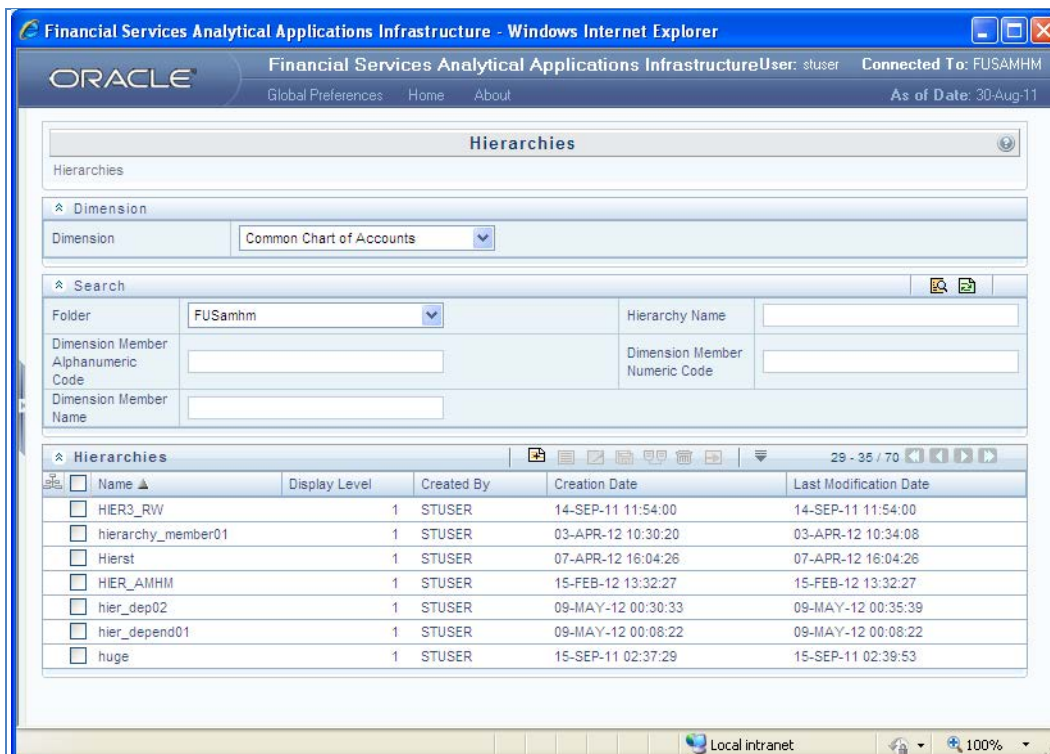 Financial Services Analytical Applications Infrastructure - Windows Internet Explorer
ORACLE Financial Services Analytical Applications Infrastructure User: stuser Connected To: FUSAMHM
Global Preferences Home About As of Date: 30-Aug-11
Hierarchies
Hierarchies
Dimension
Dimension Common Chart of Accounts
Search
Folder FUSamhm Hierarchy Name
Dimension Member Alphanumeric Code Dimension Member Numeric Code
Dimension Member Name
Hierarchies 29 - 35 / 70
Name Display Level Created By Creation Date Last Modification Date
HIER3_RW 1 STUSER 14-SEP-11 11:54:00 14-SEP-11 11:54:00
hierarchy_member01 1 STUSER 03-APR-12 10:30:20 03-APR-12 10:34:08
Hierst 1 STUSER 07-APR-12 16:04:26 07-APR-12 16:04:26
HIER_AMHM 1 STUSER 15-FEB-12 13:32:27 15-FEB-12 13:32:27
hier_dep02 1 STUSER 09-MAY-12 00:30:33 09-MAY-12 00:35:39
hier_depend01 1 STUSER 09-MAY-12 00:08:22 09-MAY-12 00:08:22
huge 1 STUSER 15-SEP-11 02:37:29 15-SEP-11 02:39:53
Local intranet 100%